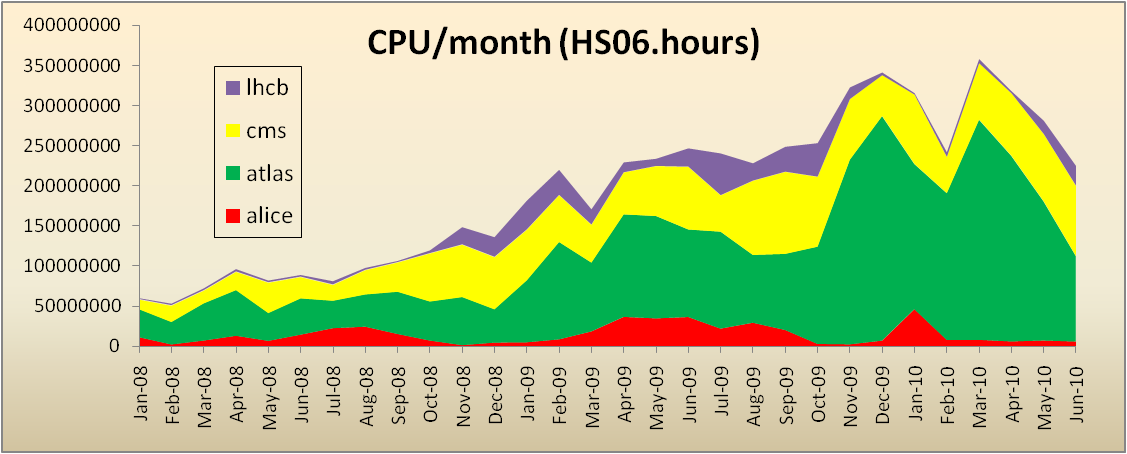 CPU/month (HS06.hours)
400000000
350000000
300000000
250000000
200000000
150000000
100000000
50000000
0
lhcb
cms
atlas
alice
Jan-08
Feb-08
Mar-08
Apr-08
May-08
Jun-08
Jul-08
Aug-08
Sep-08
Oct-08
Nov-08
Dec-08
Jan-09
Feb-09
Mar-09
Apr-09
May-09
Jun-09
Jul-09
Aug-09
Sep-09
Oct-09
Nov-09
Dec-09
Jan-10
Feb-10
Mar-10
Apr-10
May-10
Jun-10